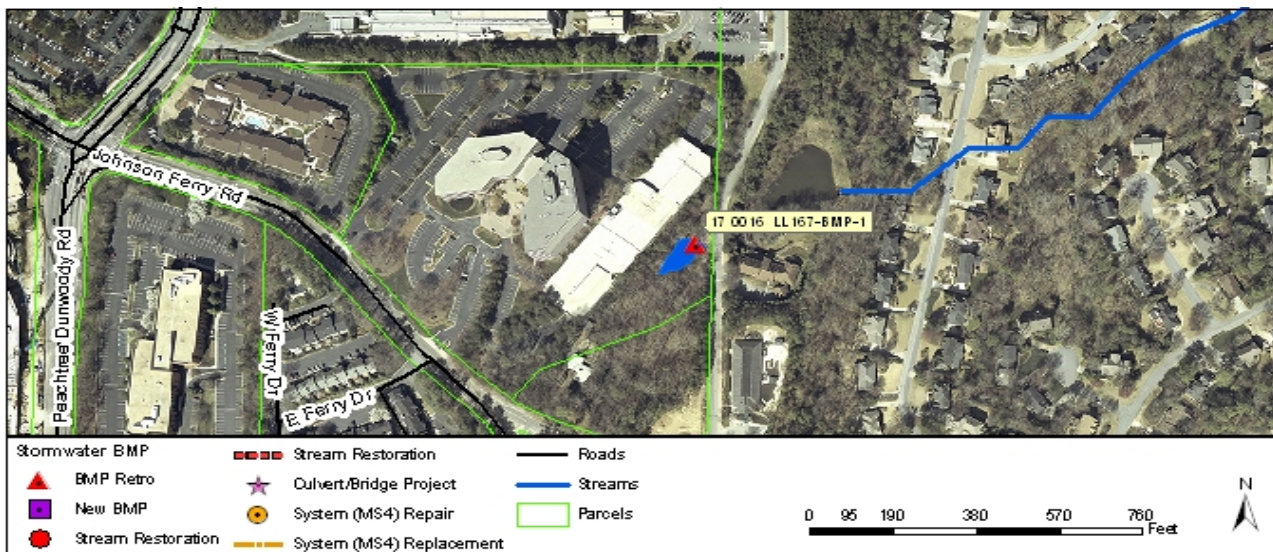 Johnson Ferry Rd
17 0016 LL167-BMP-1
Peachtree Dunwoody Rd
W Ferry Dr
E Ferry Dr
Stormwater BMP
BMP Retro
New BMP
Stream Restoration
Stream Restoration
Culvert/Bridge Project
System (MS4) Repair
System (MS4) Replacement
Roads
Streams
Parcels
N
0 95 190 380 570 760
Feet